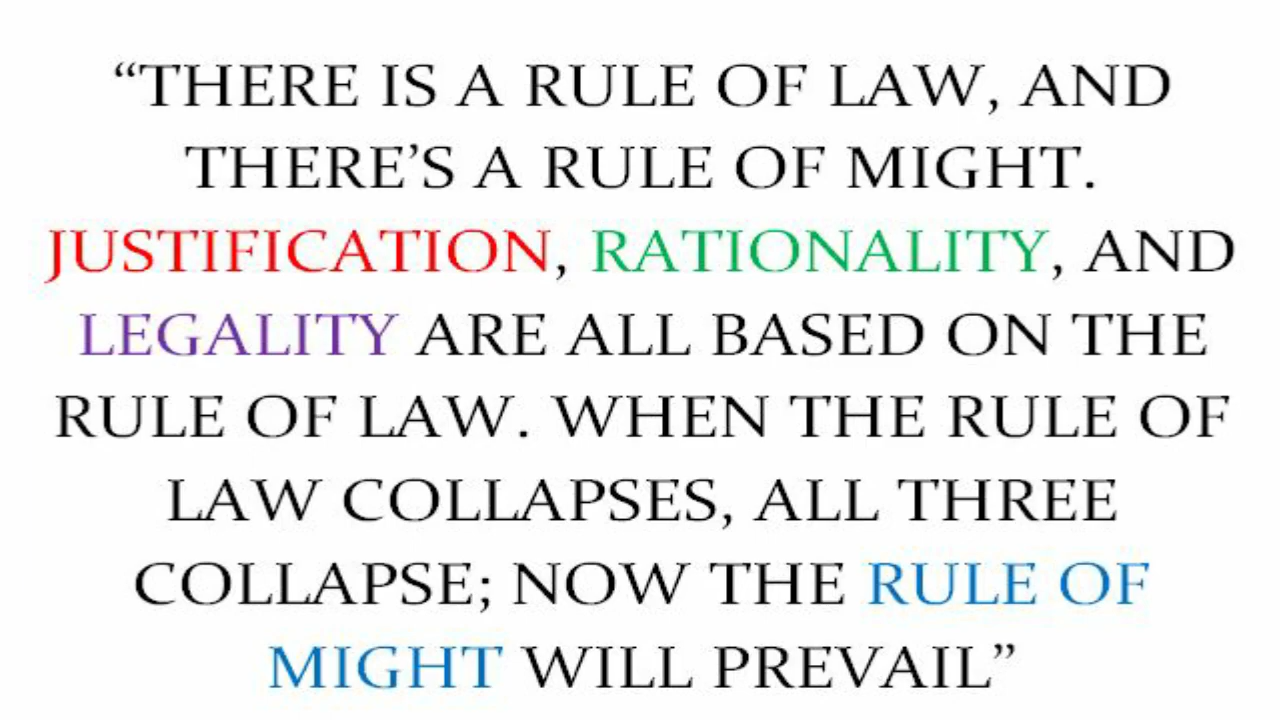 “THERE IS A RULE OF LAW, AND
THERE’S A RULE OF MIGHT.
JUSTIFICATION, RATIONALITY, AND
LEGALITY ARE ALL BASED ON THE
RULE OF LAW. WHEN THE RULE OF
LAW COLLAPSES, ALL THREE
COLLAPSE; NOW THE RULE OF
MIGHT WILL PREVAIL”